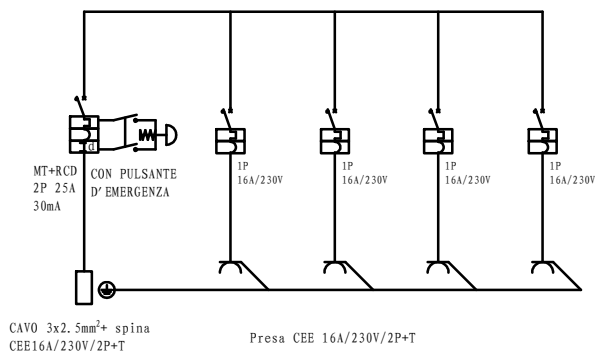 d
MT+RCD
2P 25A
30mA
CON PULSANTE
D'EMERGENZA
1P
16A/230V
1P
16A/230V
1P
16A/230V
1P
16A/230V
CAVO 3x2.5mm²+ spina
CEE16A/230V/2P+T
Presa CEE 16A/230V/2P+T